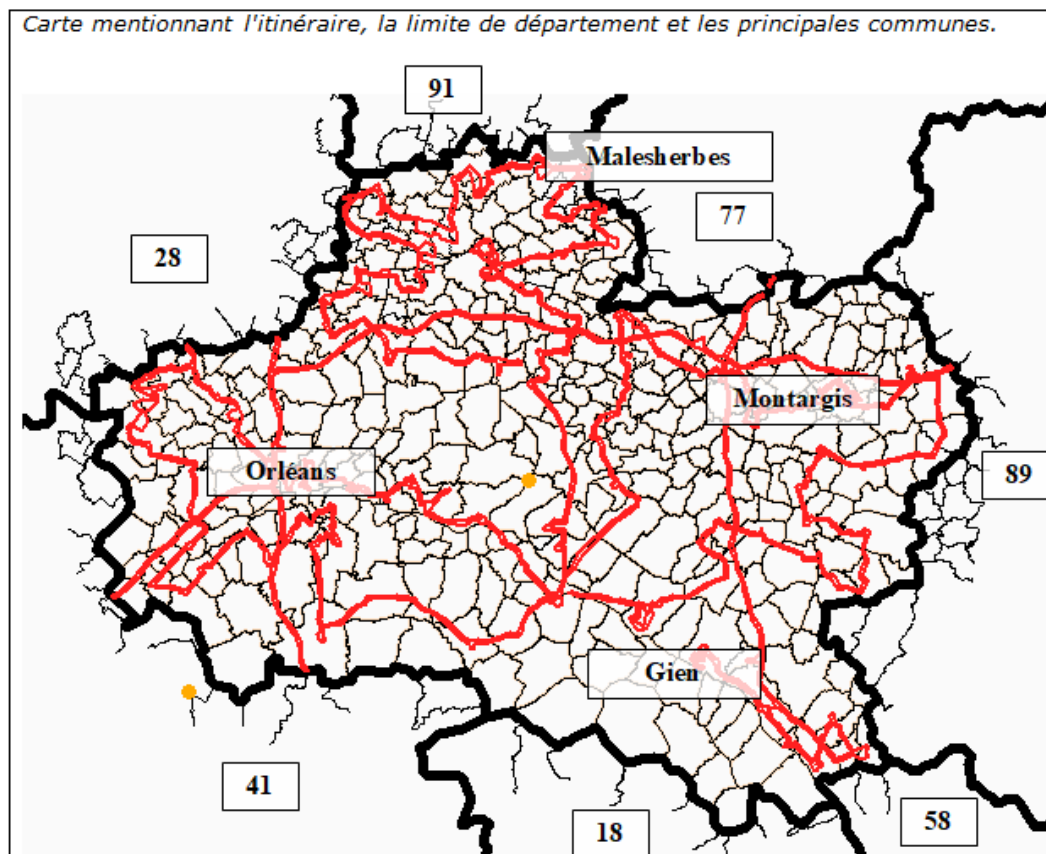 Carte mentionnant l'itinéraire, la limite de département et les principales communes.
91
Malesherbes
77
28
Montargis
Orléans
89
Gien
41
18
58